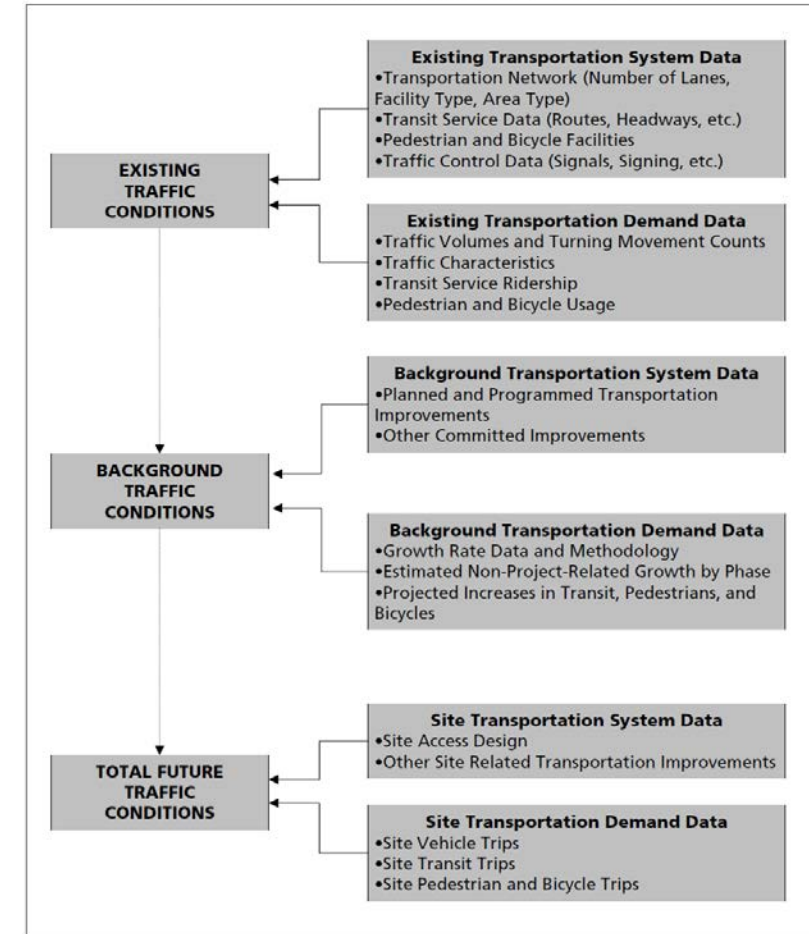 Existing Transportation System Data
•Transportation Network (Number of Lanes,
Facility Type, Area Type)
•Transit Service Data (Routes, Headways, etc.)
•Pedestrian and Bicycle Facilities
•Traffic Control Data (Signals, Signing, etc.)
EXISTING
TRAFFIC
CONDITIONS
Existing Transportation Demand Data
•Traffic Volumes and Turning Movement Counts
•Traffic Characteristics
•Transit Service Ridership
•Pedestrian and Bicycle Usage
Background Transportation System Data
•Planned and Programmed Transportation
Improvements
•Other Committed Improvements
BACKGROUND
TRAFFIC
CONDITIONS
Background Transportation Demand Data
•Growth Rate Data and Methodology
•Estimated Non-Project-Related Growth by Phase
•Projected Increases in Transit, Pedestrians, and
Bicycles
Site Transportation System Data
•Site Access Design
•Other Site Related Transportation Improvements
TOTAL FUTURE
TRAFFIC
CONDITIONS
Site Transportation Demand Data
•Site Vehicle Trips
•Site Transit Trips
•Site Pedestrian and Bicycle Trips